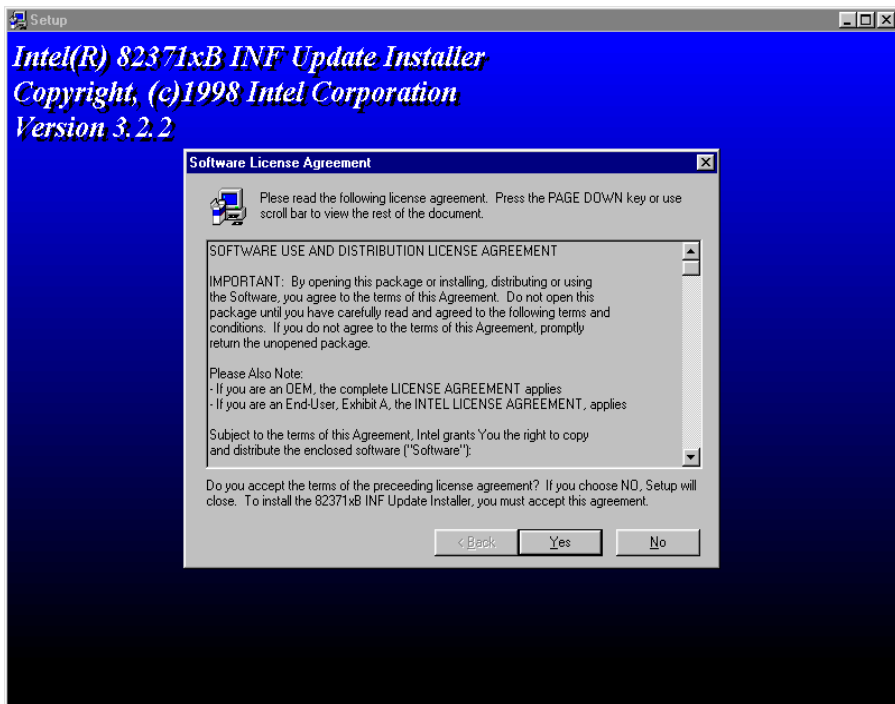 Setup
Intel(R) 82371xB INF Update Installer
Copyright, (c)1998 Intel Corporation
Version 3.2.2
Software License Agreement
Plese read the following license agreement.  Press the PAGE DOWN key or use
scroll bar to view the rest of the document.
SOFTWARE USE AND DISTRIBUTION LICENSE AGREEMENT
IMPORTANT:  By opening this package or installing, distributing or using
the Software, you agree to the terms of this Agreement.  Do not open this
package until you have carefully read and agreed to the following terms and
conditions.  If you do not agree to the terms of this Agreement, promptly
return the unopened package.
Please Also Note:
- If you are an OEM, the complete LICENSE AGREEMENT applies
- If you are an End-User, Exhibit A, the INTEL LICENSE AGREEMENT, applies
Subject to the terms of this Agreement, Intel grants You the right to copy
and distribute the enclosed software ("Software"):
Do you accept the terms of the preceeding license agreement?  If you choose NO, Setup will
close.  To install the 82371xB INF Update Installer, you must accept this agreement.
< Back
Yes
No